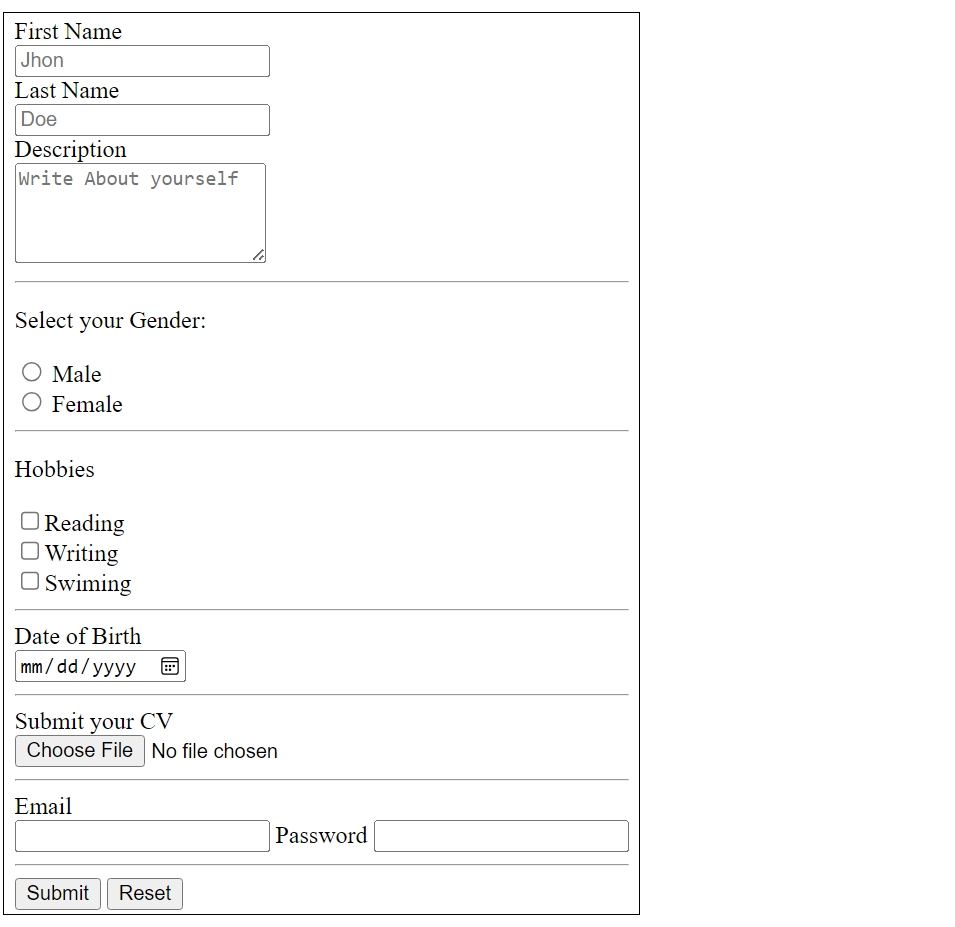 First Name
Jhon
Last Name
Doe
Description
Write About yourself
Select your Gender:
Male
Female
Hobbies
Reading
Writing
Swiming
Date of Birth
mm/dd/yyyy
Submit your CV
Choose File No file chosen
Email
Password
Submit Reset